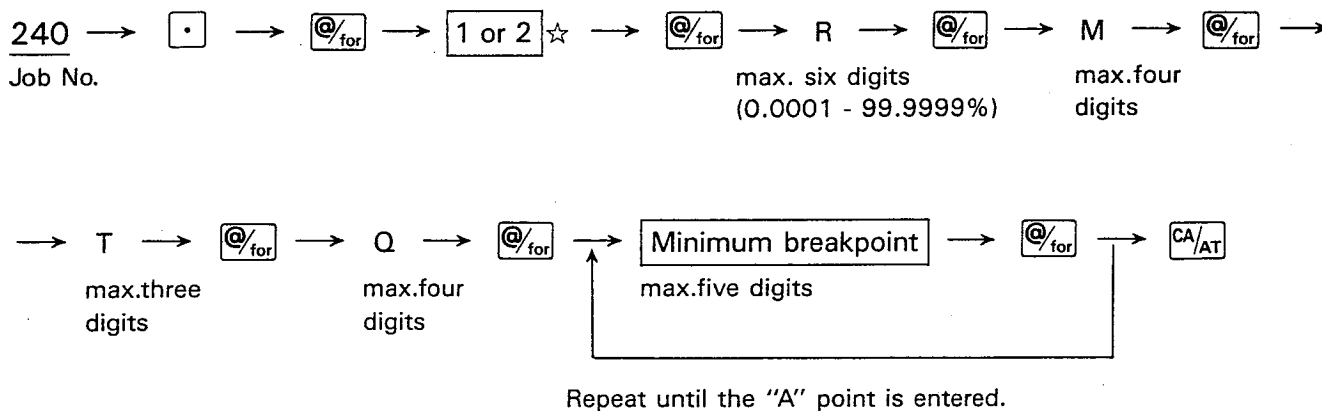 240 → · → @/for → 1 or 2 ☆ → @/for → R → @/for → M → @/for →
Job No.
max. six digits max.four
(0.0001 - 99.9999%) digits
→ T → @/for → Q → @/for → Minimum breakpoint → @/for → CA/AT
max.three max.four max.five digits
digits digits
Repeat until the "A" point is entered.